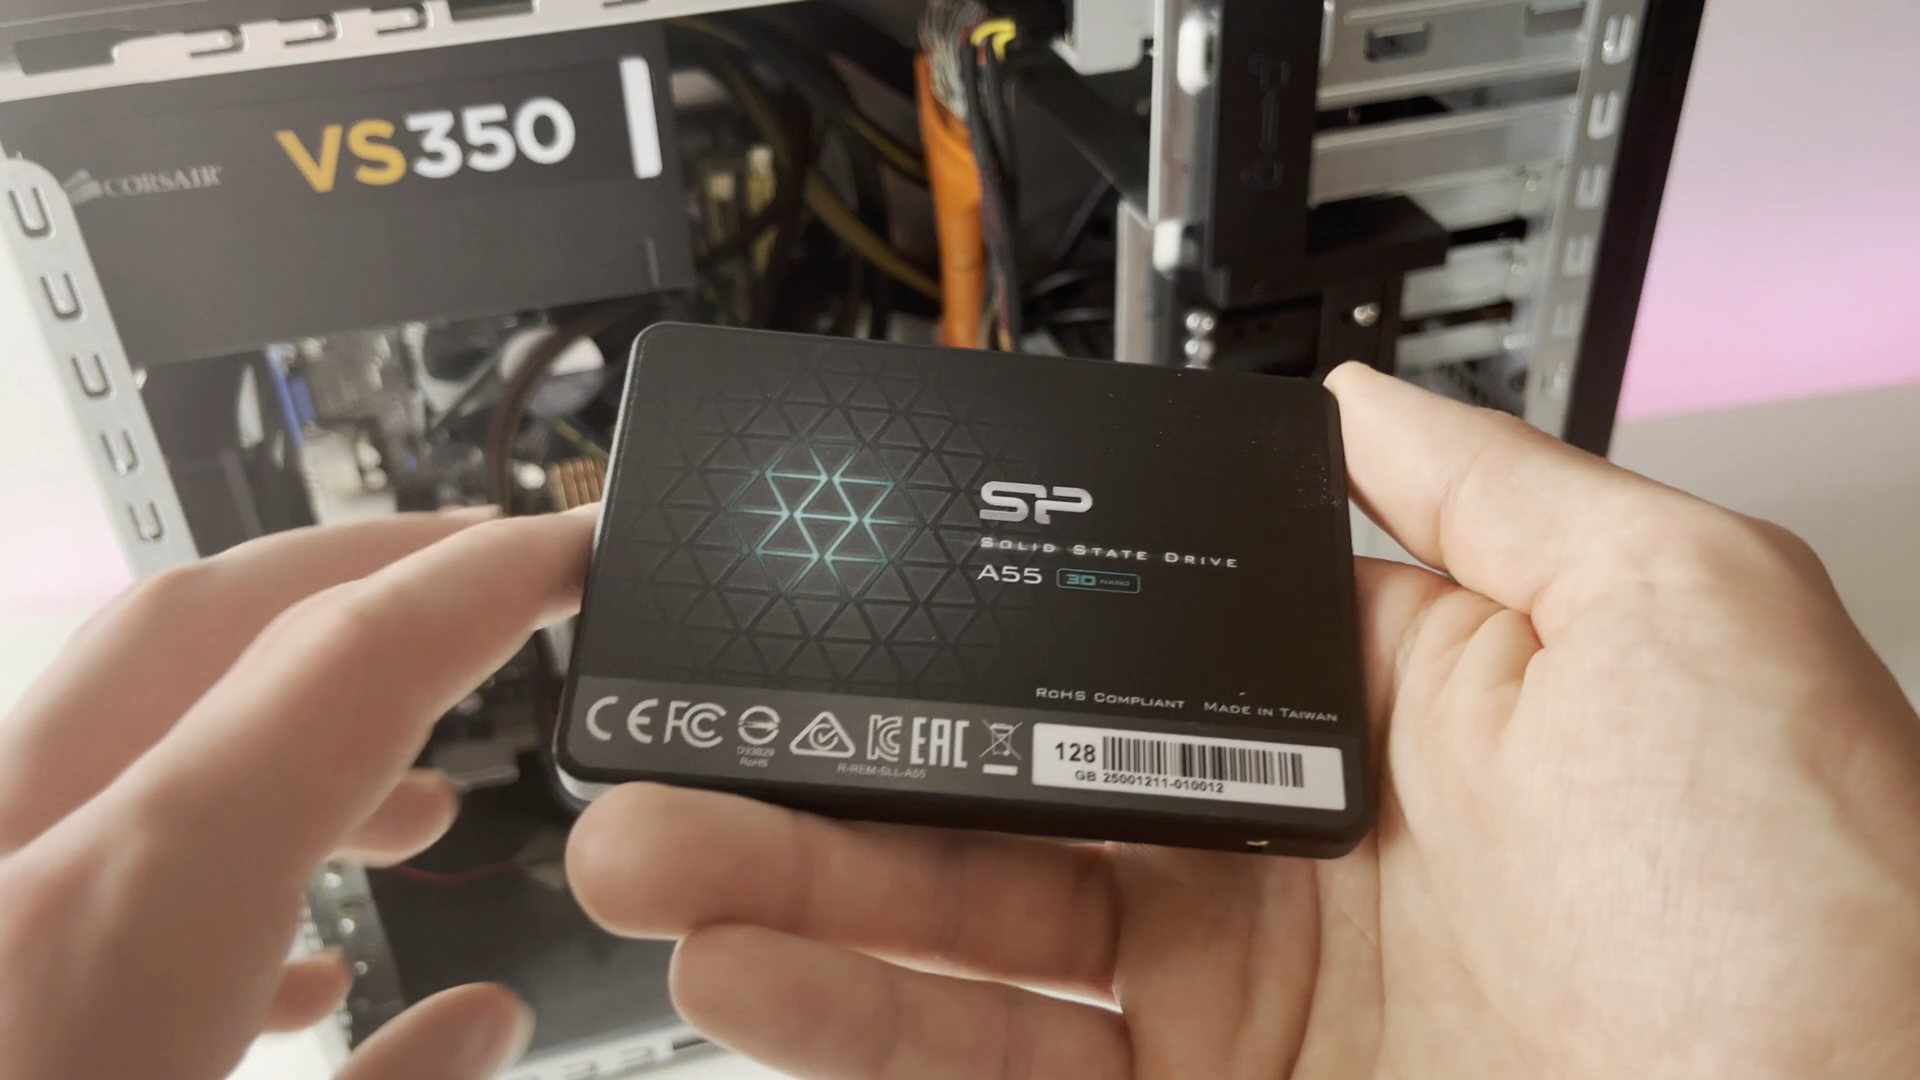 CORSAIR
VS350
SP
SOLID STATE DRIVE
A55 3D NAND
RoHS COMPLIANT MADE IN TAIWAN
CE FC
D33B29
RoHS
EAC
R-REM-SLL-A55
128
GB 25001211-010012